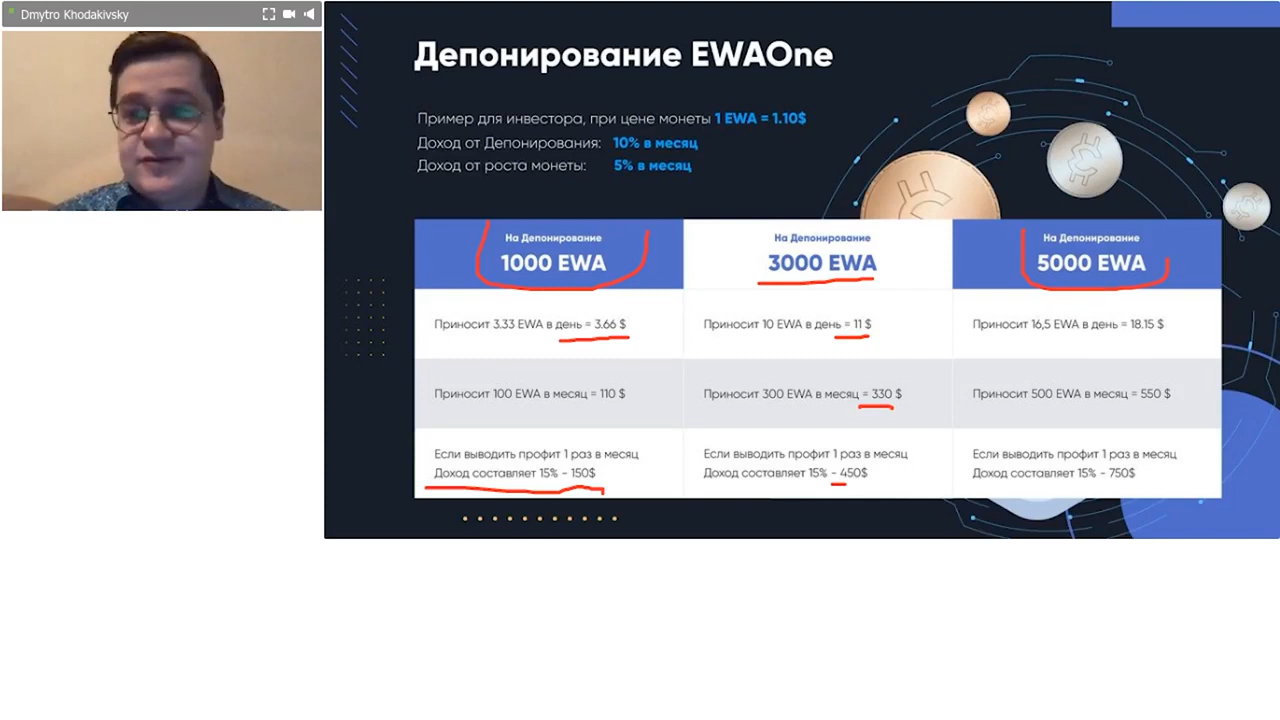 Dmytro Khodakivsky
Депонирование EWAOne
Пример для инвестора, при цене монеты 1 EWA = 1.10$
Доход от Депонирования: 10% в месяц
Доход от роста монеты: 5% в месяц
На Депонирование
1000 EWA
На Депонирование
3000 EWA
На Депонирование
5000 EWA
Приносит 3.33 EWA в день = 3.66 $
Приносит 10 EWA в день = 11 $
Приносит 16,5 EWA в день = 18.15 $
Приносит 100 EWA в месяц = 110 $
Приносит 300 EWA в месяц = 330 $
Приносит 500 EWA в месяц = 550 $
Если выводить профит 1 раз в месяц
Доход составляет 15% - 150$
Если выводить профит 1 раз в месяц
Доход составляет 15% - 450$
Если выводить профит 1 раз в месяц
Доход составляет 15% - 750$